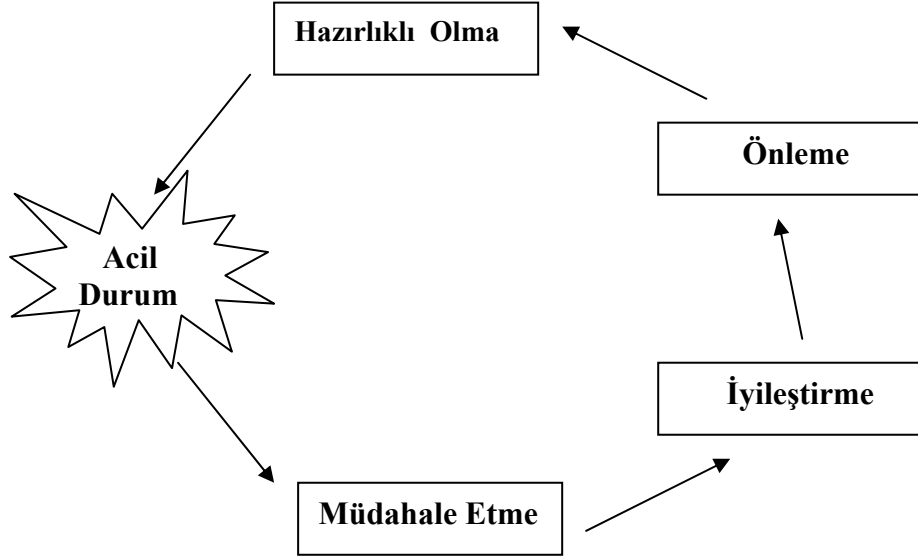 Hazırlıklı Olma
Önleme
Acil
Durum
İyileştirme
Müdahale Etme